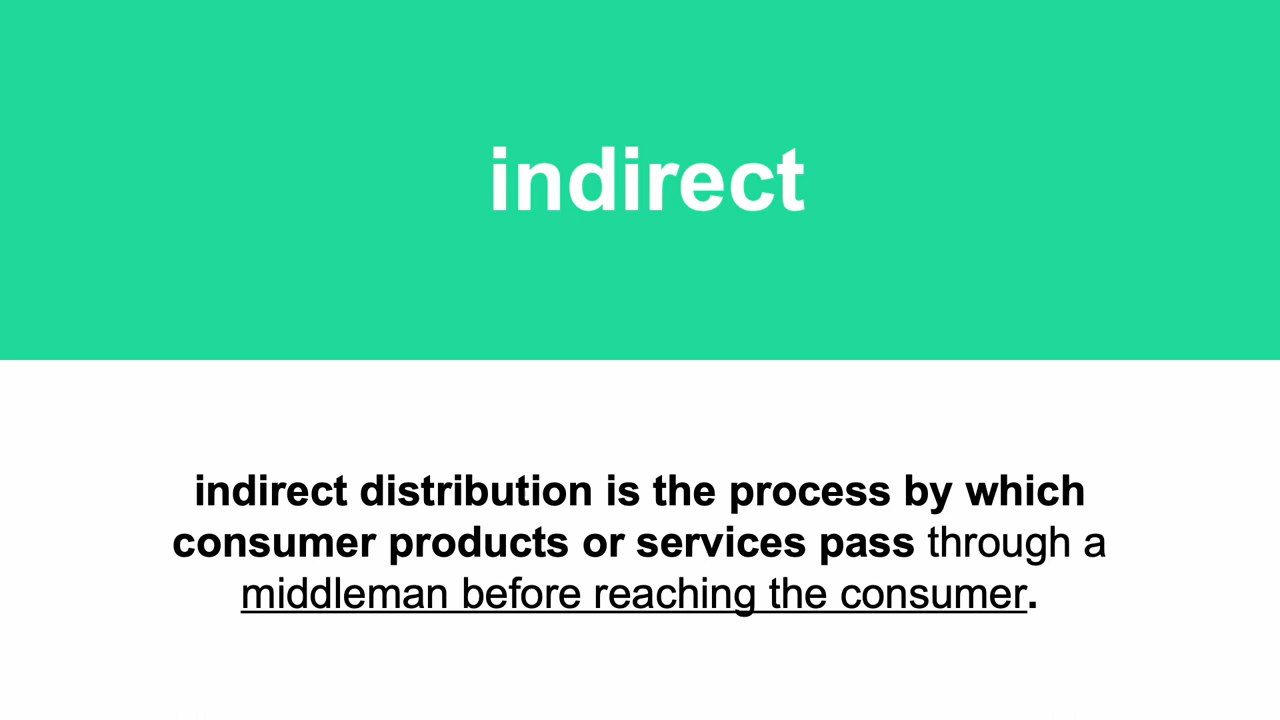 indirect
indirect distribution is the process by which
consumer products or services pass through a
middleman before reaching the consumer.